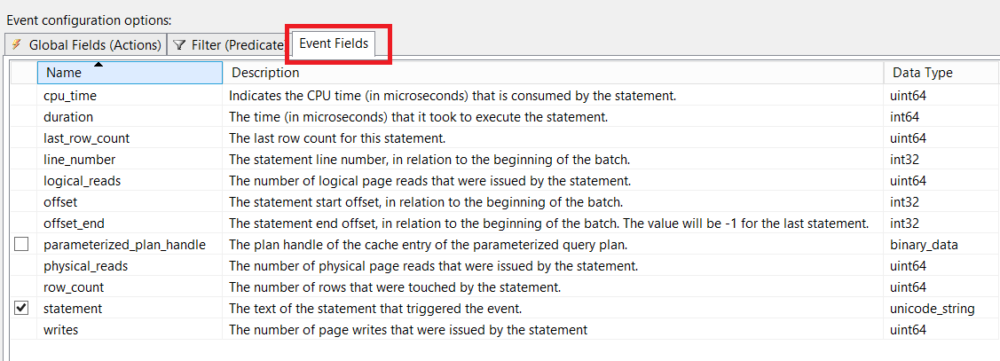 Event configuration options:
Global Fields (Actions) Filter (Predicate Event Fields
Name Description Data Type
cpu_time Indicates the CPU time (in microseconds) that is consumed by the statement. uint64
duration The time (in microseconds) that it took to execute the statement. int64
last_row_count The last row count for this statement. uint64
line_number The statement line number, in relation to the beginning of the batch. int32
logical_reads The number of logical page reads that were issued by the statement. uint64
offset The statement start offset, in relation to the beginning of the batch. int32
offset_end The statement end offset, in relation to the beginning of the batch. The value will be -1 for the last statement. int32
parameterized_plan_handle The plan handle of the cache entry of the parameterized query plan. binary_data
physical_reads The number of physical page reads that were issued by the statement. uint64
row_count The number of rows that were touched by the statement. uint64
statement The text of the statement that triggered the event. unicode_string
writes The number of page writes that were issued by the statement uint64